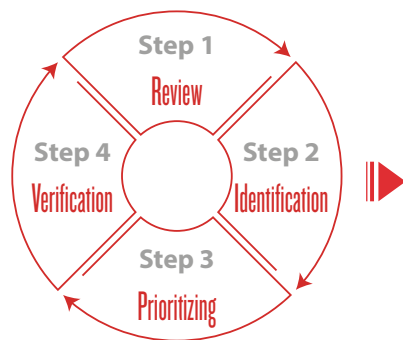 Step 1
Review
Step 2
Identification
Step 3
Prioritizing
Step 4
Verification